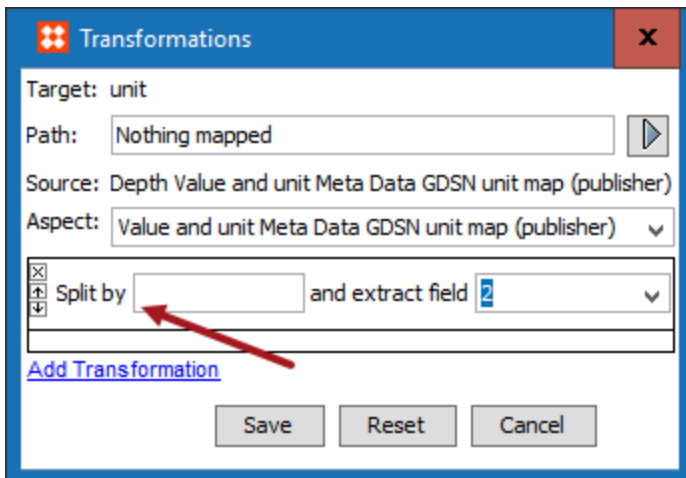 Transformations x
Target: unit
Path: Nothing mapped
Source: Depth Value and unit Meta Data GDSN unit map (publisher)
Aspect: Value and unit Meta Data GDSN unit map (publisher)
Split by and extract field 2
Add Transformation
Save Reset Cancel